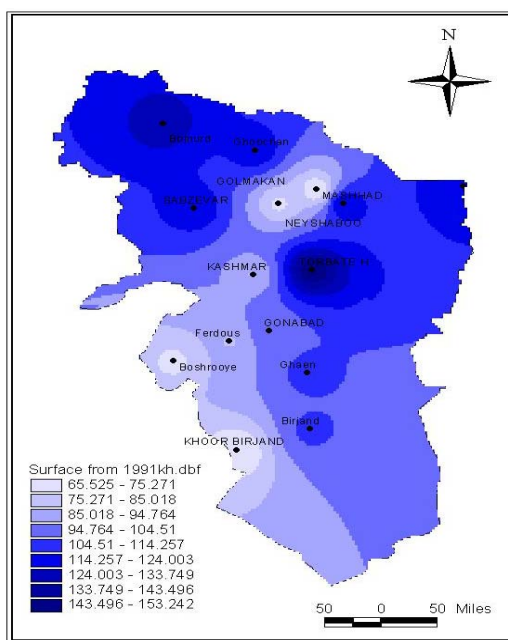 N
Bojnurd
Ghoochan
GOLMAKAN
MASHHAD
SABZEVAR
NEYSHABOO
KASHMAR
GONABAD
Ferdous
Boshrooye
Ghaen
Birjand
KHOOR BIRJAND
Surface from 1991kh.dbf
65.525 - 75.271
75.271 - 85.018
85.018 - 94.764
94.764 - 104.51
104.51 - 114.257
114.257 - 124.003
124.003 - 133.749
133.749 - 143.496
143.496 - 153.242
50 0 50 Miles